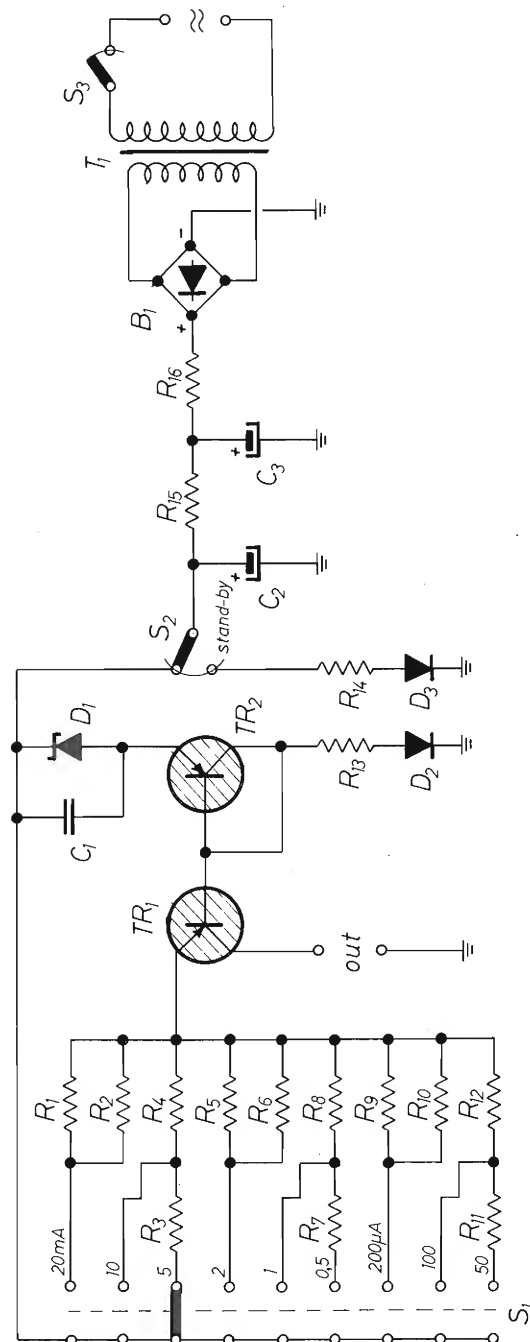 S3
≈
T1
B1
+
-
R16
+
C3
R15
+
C2
S2
stand-by
R14
D3
D1
C1
TR2
R13
D2
TR1
out
R1
R2
R4
R5
R6
R8
R9
R10
R12
R3
R7
R11
20mA
10
5
2
1
0,5
200µA
100
50
S1